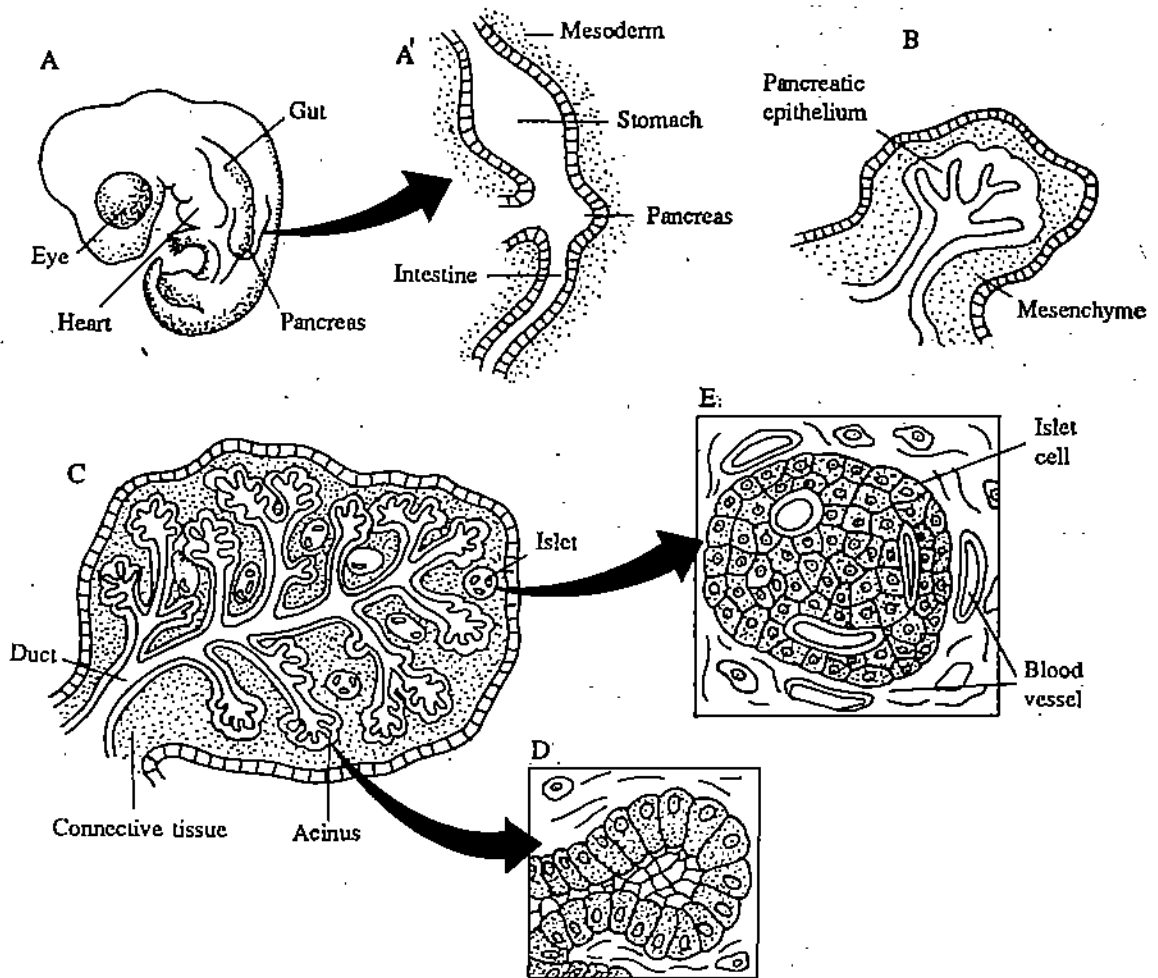 A
Gut
Eye
Heart
Pancreas
A'
Mesoderm
Stomach
Pancreas
Intestine
B
Pancreatic
epithelium
Mesenchyme
C
Islet
Duct
Connective tissue
Acinus
E
Islet
cell
Blood
vessel
D